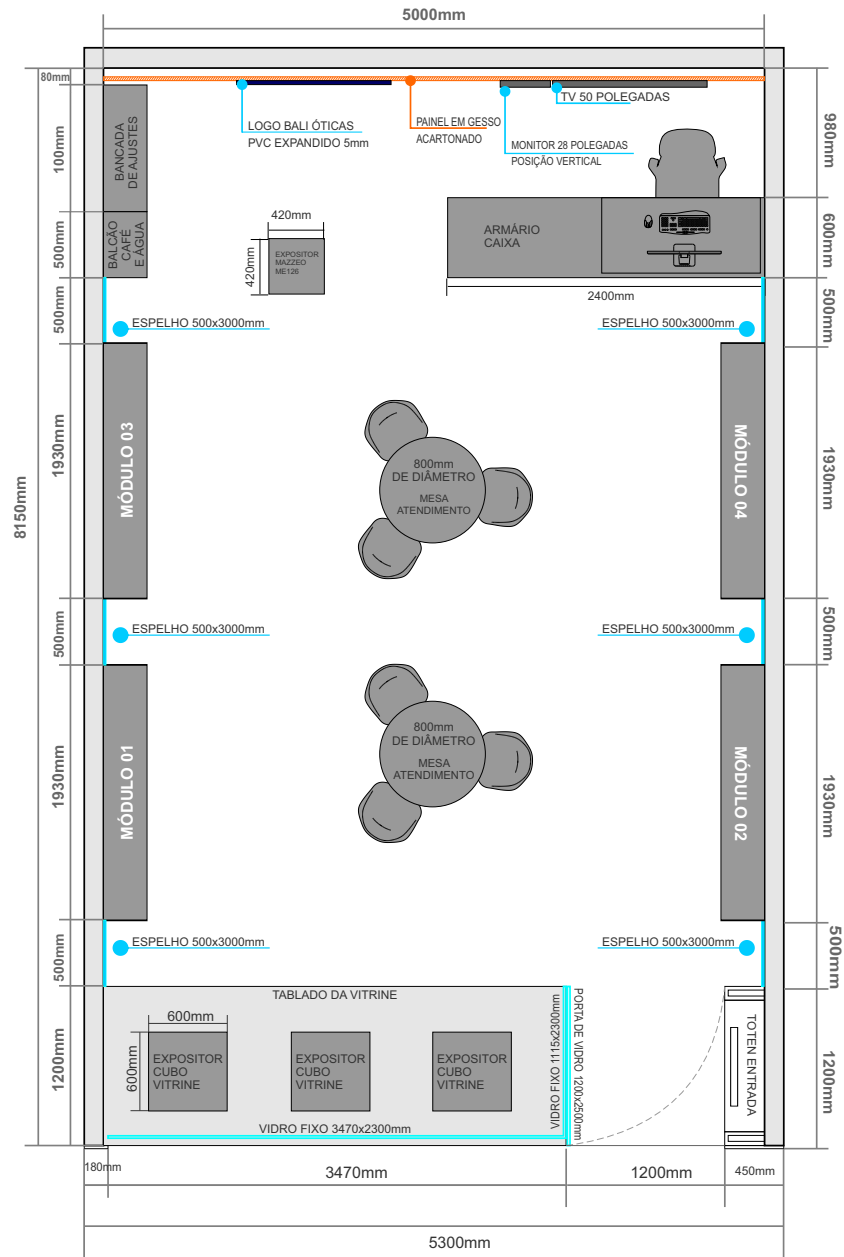 5000mm
80mm
100mm
500mm
500mm
1930mm
500mm
1930mm
500mm
1200mm
8150mm
980mm
600mm
500mm
1930mm
500mm
1930mm
500mm
1200mm
LOGO BALI ÓTICAS
PVC EXPANDIDO 5mm
PAINEL EM GESSO
ACARTONADO
TV 50 POLEGADAS
MONITOR 28 POLEGADAS
POSIÇÃO VERTICAL
BANCADA
DE AJUSTES
BALCÃO
CAFÉ
E ÁGUA
420mm
420mm
EXPOSITOR
MAZZEO
ME126
ARMÁRIO
CAIXA
2400mm
ESPELHO 500x3000mm
ESPELHO 500x3000mm
MÓDULO 03
800mm
DE DIÂMETRO
MESA
ATENDIMENTO
MÓDULO 04
ESPELHO 500x3000mm
ESPELHO 500x3000mm
MÓDULO 01
800mm
DE DIÂMETRO
MESA
ATENDIMENTO
MÓDULO 02
ESPELHO 500x3000mm
ESPELHO 500x3000mm
TABLADO DA VITRINE
600mm
600mm
EXPOSITOR
CUBO
VITRINE
EXPOSITOR
CUBO
VITRINE
EXPOSITOR
CUBO
VITRINE
VIDRO FIXO 3470x2300mm
VIDRO FIXO 1115x2300mm
PORTA DE VIDRO 1200x2500mm
TOTEN ENTRADA
180mm
3470mm
1200mm
450mm
5300mm